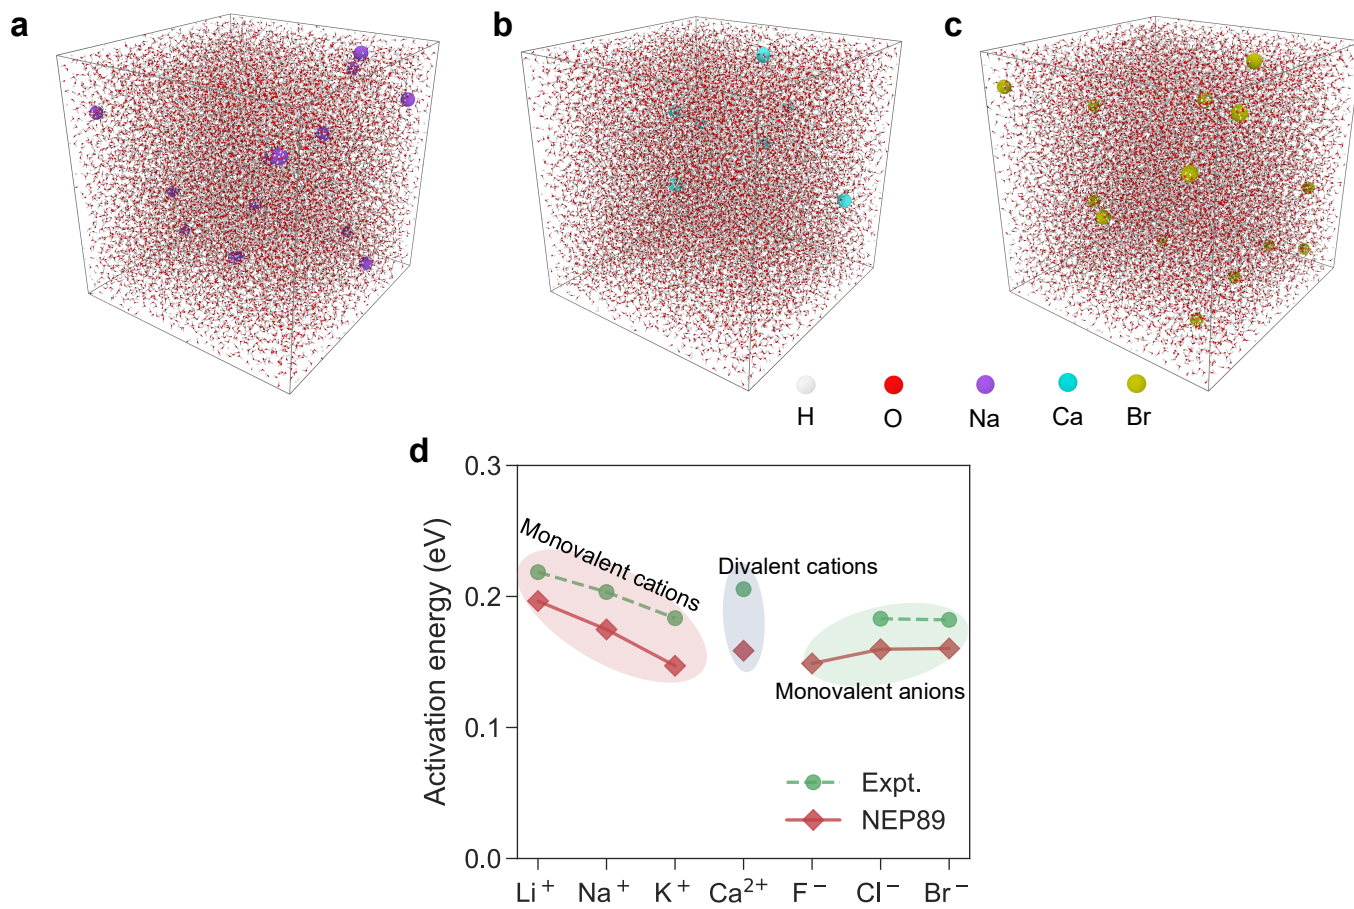 a
b
c
H
O
Na
Ca
Br
d
Activation energy (eV)
0.3
0.2
0.1
0.0
Monovalent cations
Divalent cations
Monovalent anions
Expt.
NEP89
Li⁺
Na⁺
K⁺
Ca²⁺
F⁻
Cl⁻
Br⁻